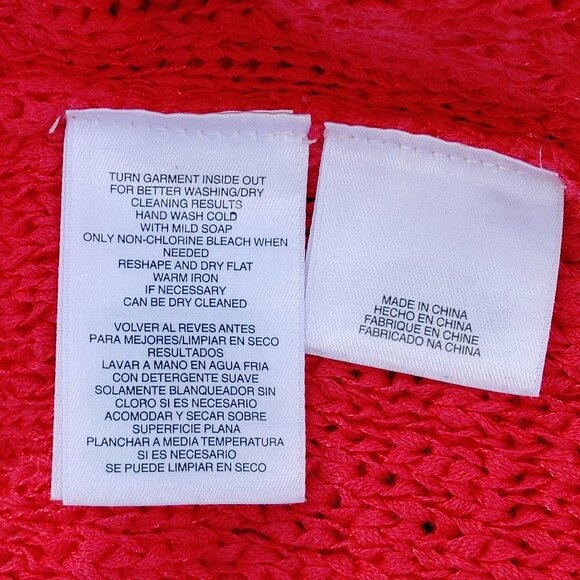 TURN GARMENT INSIDE OUT
FOR BETTER WASHING/DRY
CLEANING RESULTS
HAND WASH COLD
WITH MILD SOAP
ONLY NON-CHLORINE BLEACH WHEN
NEEDED
RESHAPE AND DRY FLAT
WARM IRON
IF NECESSARY
CAN BE DRY CLEANED
VOLVER AL REVES ANTES
PARA MEJORES/LIMPIAR EN SECO
RESULTADOS
LAVAR A MANO EN AGUA FRIA
CON DETERGENTE SUAVE
SOLAMENTE BLANQUEADOR SIN
CLORO SI ES NECESARIO
ACOMODAR Y SECAR SOBRE
SUPERFICIE PLANA
PLANCHAR A MEDIA TEMPERATURA
SI ES NECESARIO
SE PUEDE LIMPIAR EN SECO
MADE IN CHINA
HECHO EN CHINA
FABRIQUE EN CHINE
FABRICADO NA CHINA